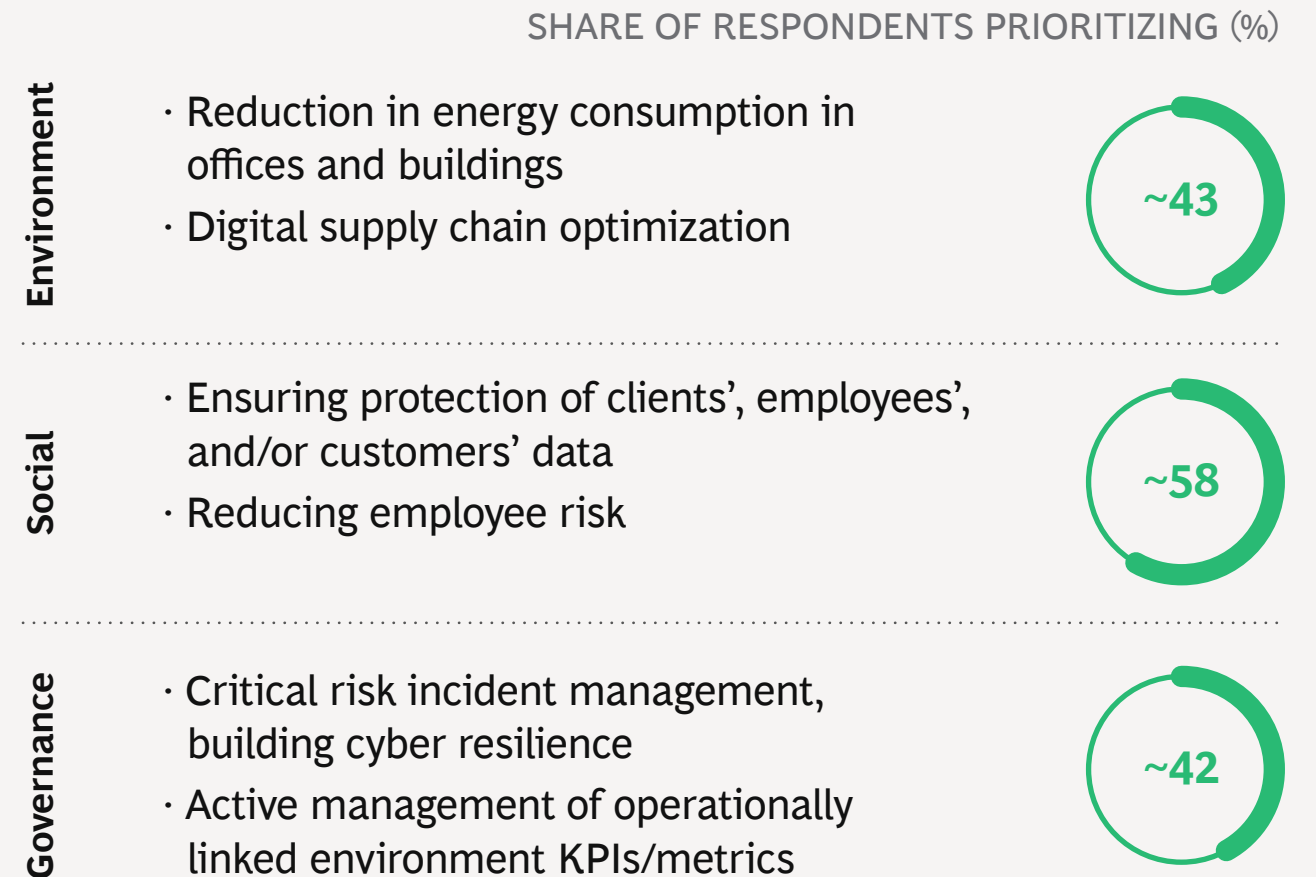 SHARE OF RESPONDENTS PRIORITIZING (%)
Environment
· Reduction in energy consumption in
offices and buildings
· Digital supply chain optimization
~43
Social
· Ensuring protection of clients’, employees’,
and/or customers’ data
· Reducing employee risk
~58
Governance
· Critical risk incident management,
building cyber resilience
· Active management of operationally
linked environment KPIs/metrics
~42